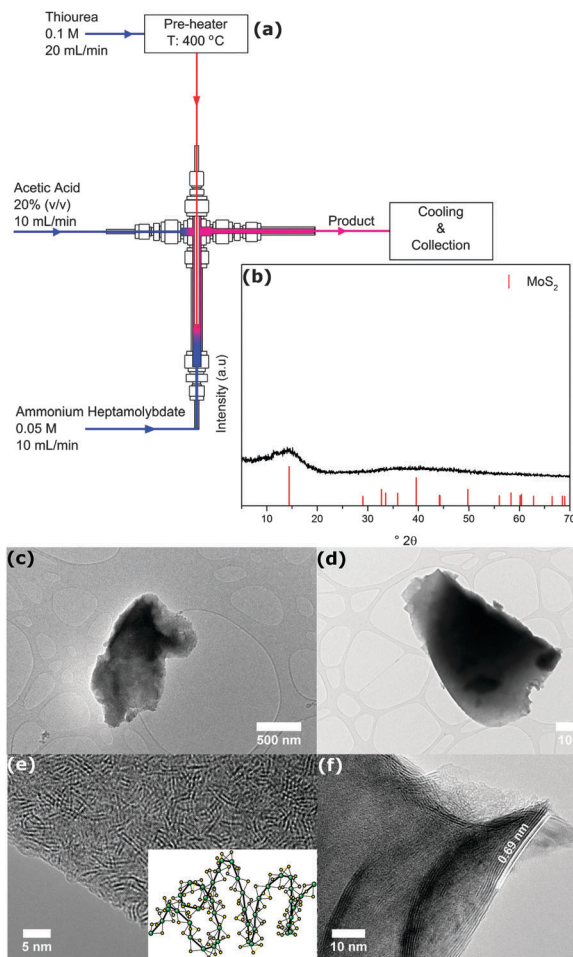 Thiourea
0.1 M
20 mL/min
Pre-heater
T: 400 °C
(a)
Acetic Acid
20% (v/v)
10 mL/min
Product
Cooling
&
Collection
Ammonium Heptamolybdate
0.05 M
10 mL/min
(b)
MoS2
Intensity (a.u)
10 20 30 40 50 60 70
° 2θ
(c)
500 nm
(d)
10
(e)
5 nm
(f)
0.69 nm
10 nm